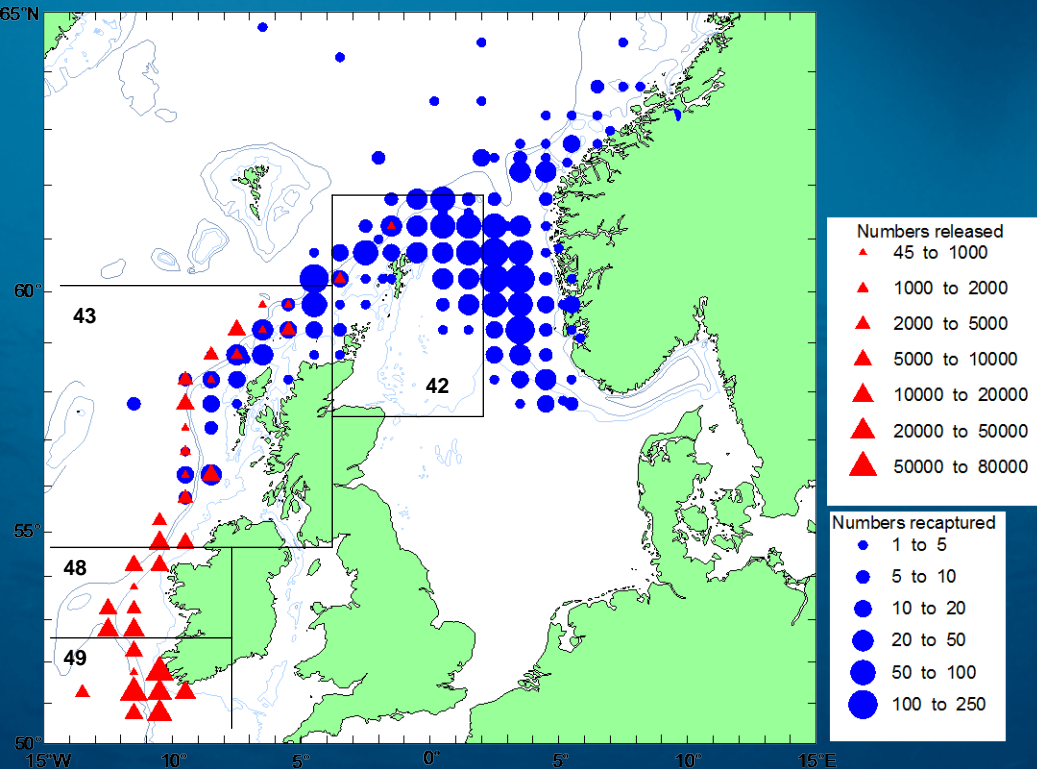 65°N
60°
55°
50°
15°W
10°
5°
0°
5°
10°
15°E
43
42
48
49
Numbers released
45 to 1000
1000 to 2000
2000 to 5000
5000 to 10000
10000 to 20000
20000 to 50000
50000 to 80000
Numbers recaptured
1 to 5
5 to 10
10 to 20
20 to 50
50 to 100
100 to 250